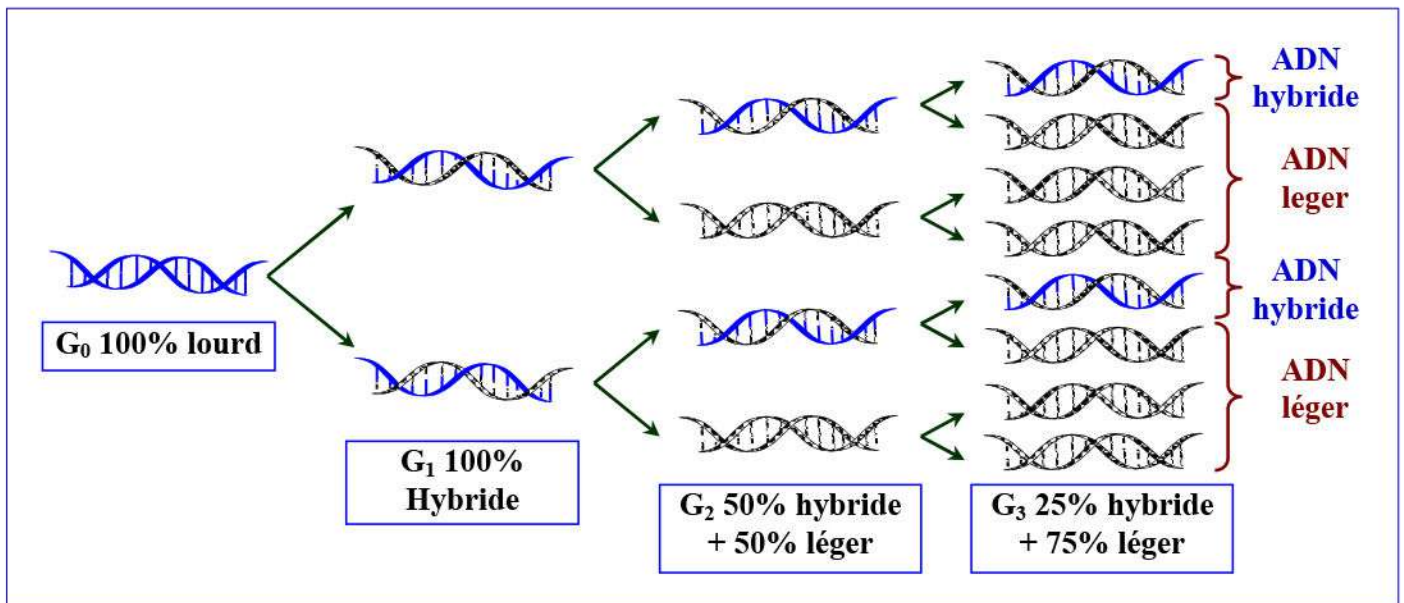 G₀ 100% lourd
G₁ 100%
Hybride
G₂ 50% hybride
+ 50% léger
G₃ 25% hybride
+ 75% léger
ADN
hybride
ADN
leger
ADN
hybride
ADN
léger